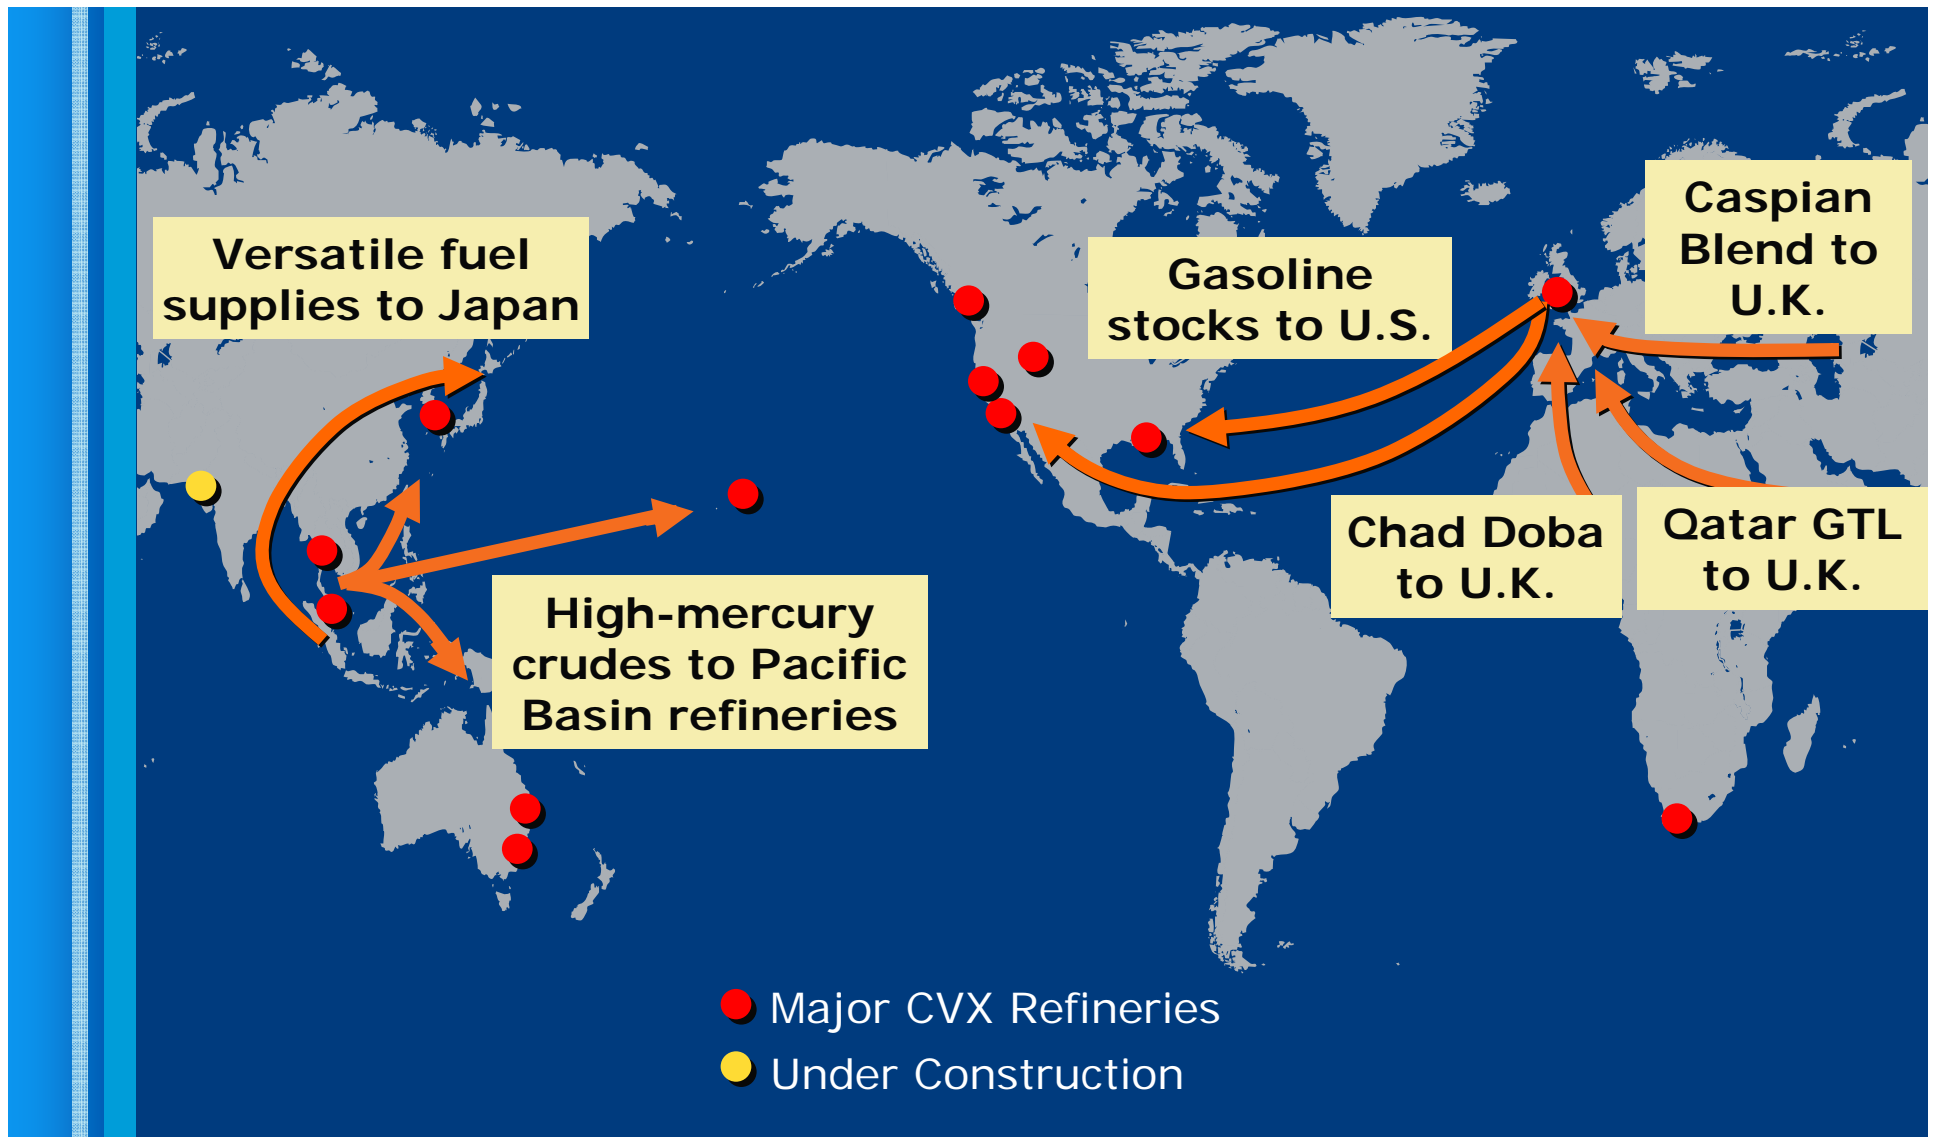 Versatile fuel
supplies to Japan
Gasoline
stocks to U.S.
Caspian
Blend to
U.K.
Chad Doba
to U.K.
Qatar GTL
to U.K.
High-mercury
crudes to Pacific
Basin refineries
Major CVX Refineries
Under Construction